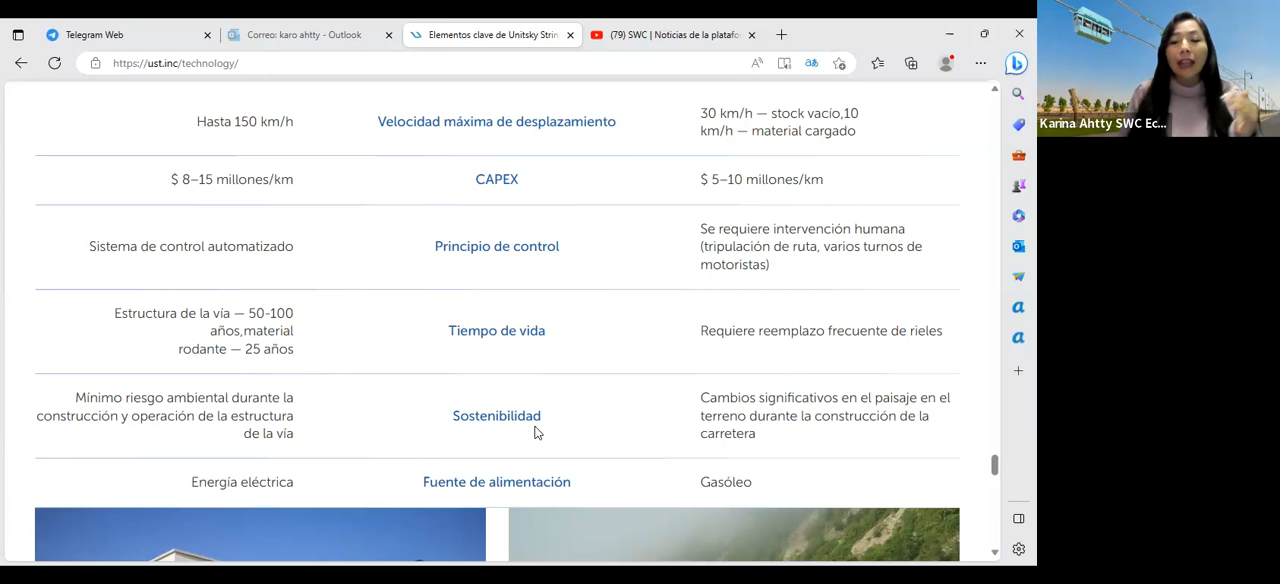 Telegram Web
Correo: karo ahtty - Outlook
Elementos clave de Unitsky Strin
(79) SWC | Noticias de la platafo
https://ust.inc/technology/
Karina Ahtty SWC Ec...
Hasta 150 km/h
Velocidad máxima de desplazamiento
30 km/h — stock vacío,10
km/h — material cargado
$ 8–15 millones/km
CAPEX
$ 5–10 millones/km
Sistema de control automatizado
Principio de control
Se requiere intervención humana
(tripulación de ruta, varios turnos de
motoristas)
Estructura de la vía — 50-100
años,material
rodante — 25 años
Tiempo de vida
Requiere reemplazo frecuente de rieles
Mínimo riesgo ambiental durante la
construcción y operación de la estructura
de la vía
Sostenibilidad
Cambios significativos en el paisaje en el
terreno durante la construcción de la
carretera
Energía eléctrica
Fuente de alimentación
Gasóleo